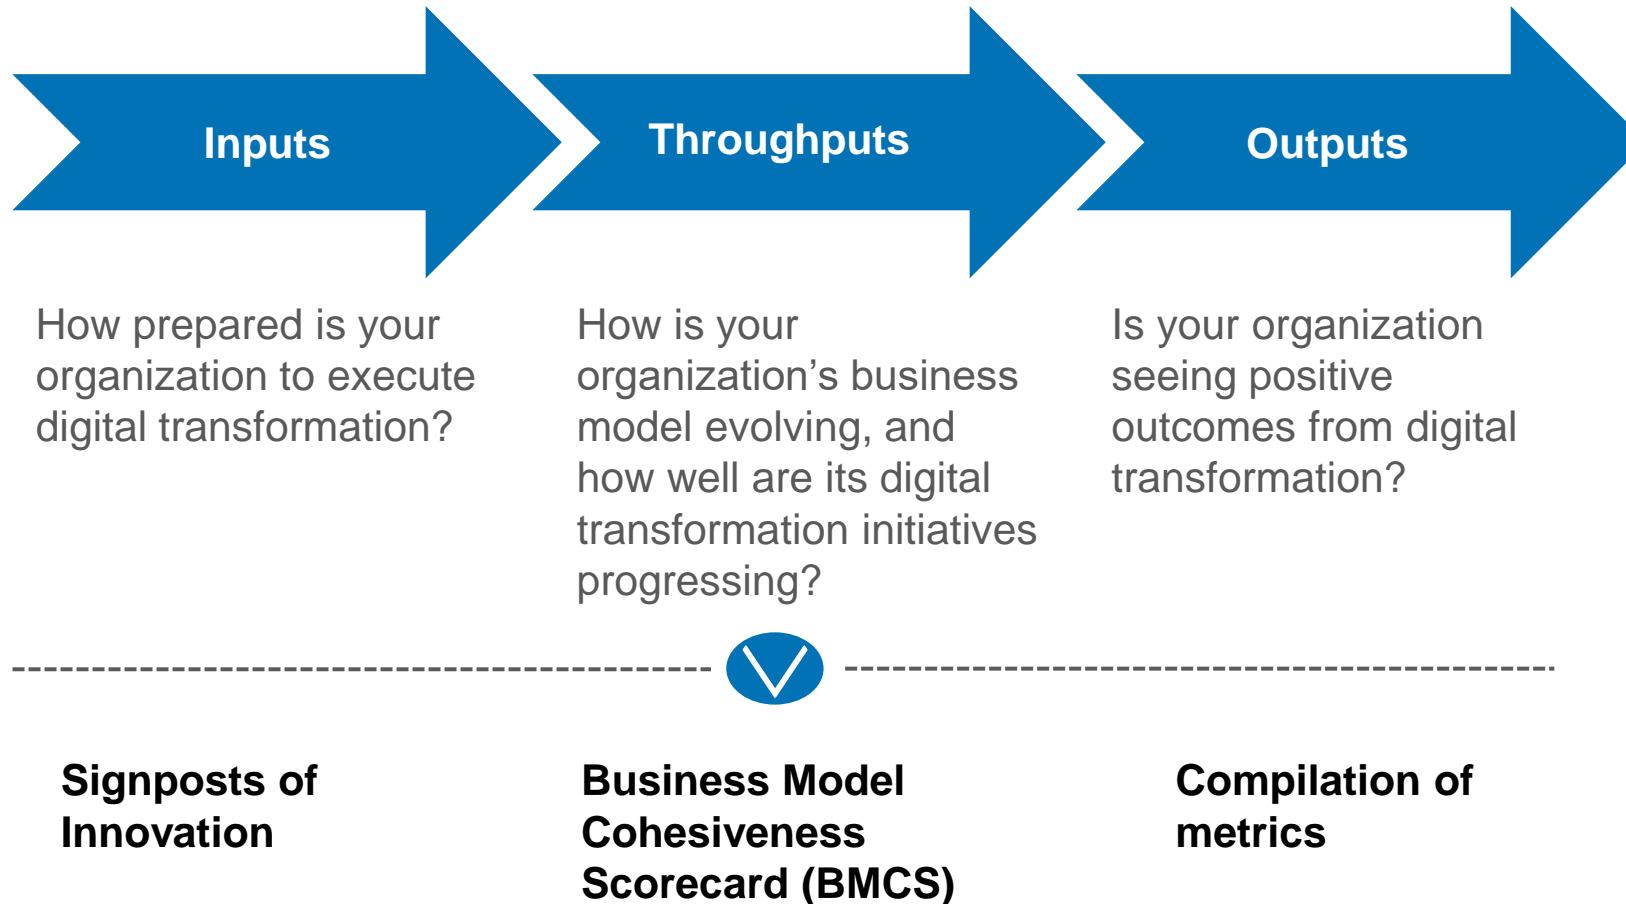 Inputs
Throughputs
Outputs
How prepared is your
organization to execute
digital transformation?
How is your
organization’s business
model evolving, and
how well are its digital
transformation initiatives
progressing?
Is your organization
seeing positive
outcomes from digital
transformation?
Signposts of
Innovation
Business Model
Cohesiveness
Scorecard (BMCS)
Compilation of
metrics